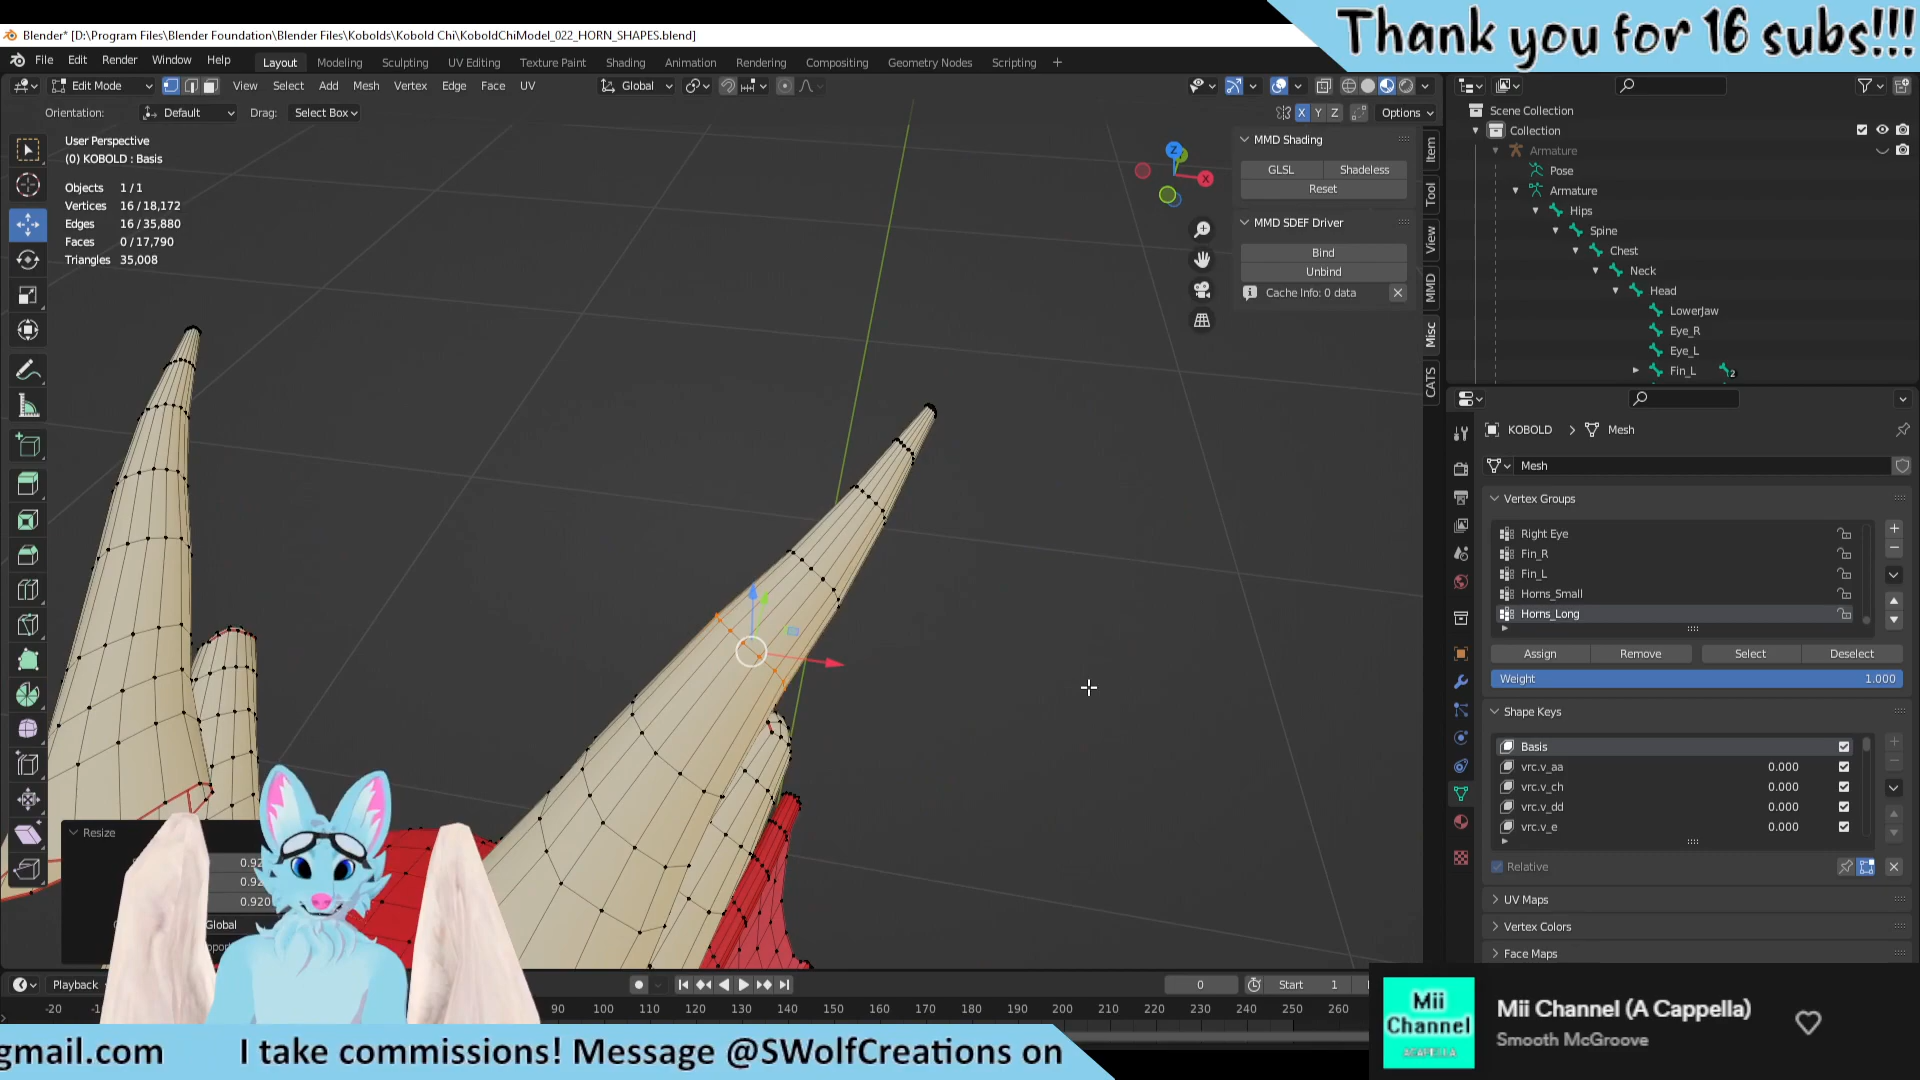 Thank you for 16 subs!!!
Blender* [D:\Program Files\Blender Foundation\Blender Files\Kobolds\Kobold Chi\KoboldChiModel_022_HORN_SHAPES.blend]
File Edit Render Window Help Layout Modeling Sculpting UV Editing Texture Paint Shading Animation Rendering Compositing Geometry Nodes Scripting +
Edit Mode View Select Add Mesh Vertex Edge Face UV Global
Orientation: Default Drag: Select Box X Y Z Options
User Perspective
(0) KOBOLD : Basis
Objects 1/1
Vertices 16/18,172
Edges 16/35,880
Faces 0/17,790
Triangles 35,008
Z
X
MMD Shading
GLSL Shadeless
Reset
MMD SDEF Driver
Bind
Unbind
Cache Info: 0 data
Item
Tool
View
MMD
Misc
CATS
Scene Collection
Collection
Armature
Pose
Armature
Hips
Spine
Chest
Neck
Head
LowerJaw
Eye_R
Eye_L
Fin_L 2
KOBOLD > Mesh
Mesh
Vertex Groups
Right Eye
Fin_R
Fin_L
Horns_Small
Horns_Long
Assign Remove Select Deselect
Weight 1.000
Shape Keys
Basis
vrc.v_aa 0.000
vrc.v_ch 0.000
vrc.v_dd 0.000
vrc.v_e 0.000
Relative
UV Maps
Vertex Colors
Face Maps
Resize
0.92
0.92
0.920
Global
Playback 0 Start 1
-20 90 100 110 120 130 140 150 160 170 180 190 200 210 220 230 240 250 260
Mii Channel ACAPELLA
Mii Channel (A Cappella)
Smooth McGroove
gmail.com I take commissions! Message @SWolfCreations on